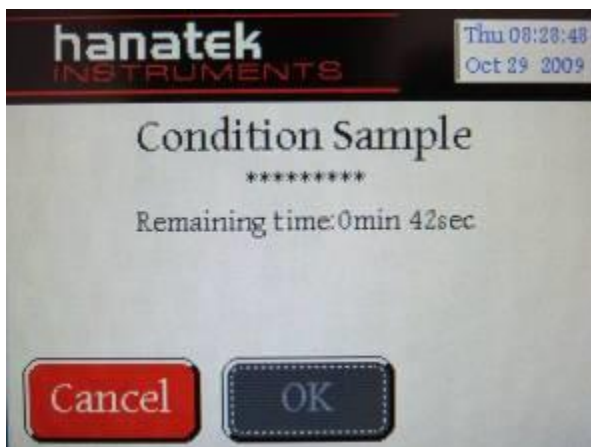 hanatek
INSTRUMENTS
Thu 08:28:48
Oct 29 2009
Condition Sample
*********
Remaining time:0min 42sec
Cancel
OK